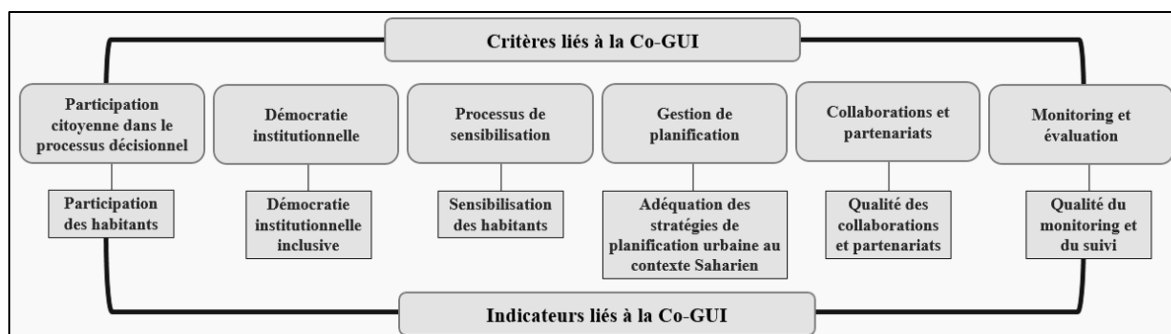 Critères liés à la Co-GUI
Participation
citoyenne dans le
processus décisionnel
Démocratie
institutionnelle
Processus de
sensibilisation
Gestion de
planification
Collaborations et
partenariats
Monitoring et
évaluation
Participation
des habitants
Démocratie
institutionnelle
inclusive
Sensibilisation
des habitants
Adéquation des
stratégies de
planification urbaine au
contexte Saharien
Qualité des
collaborations
et partenariats
Qualité du
monitoring et
du suivi
Indicateurs liés à la Co-GUI